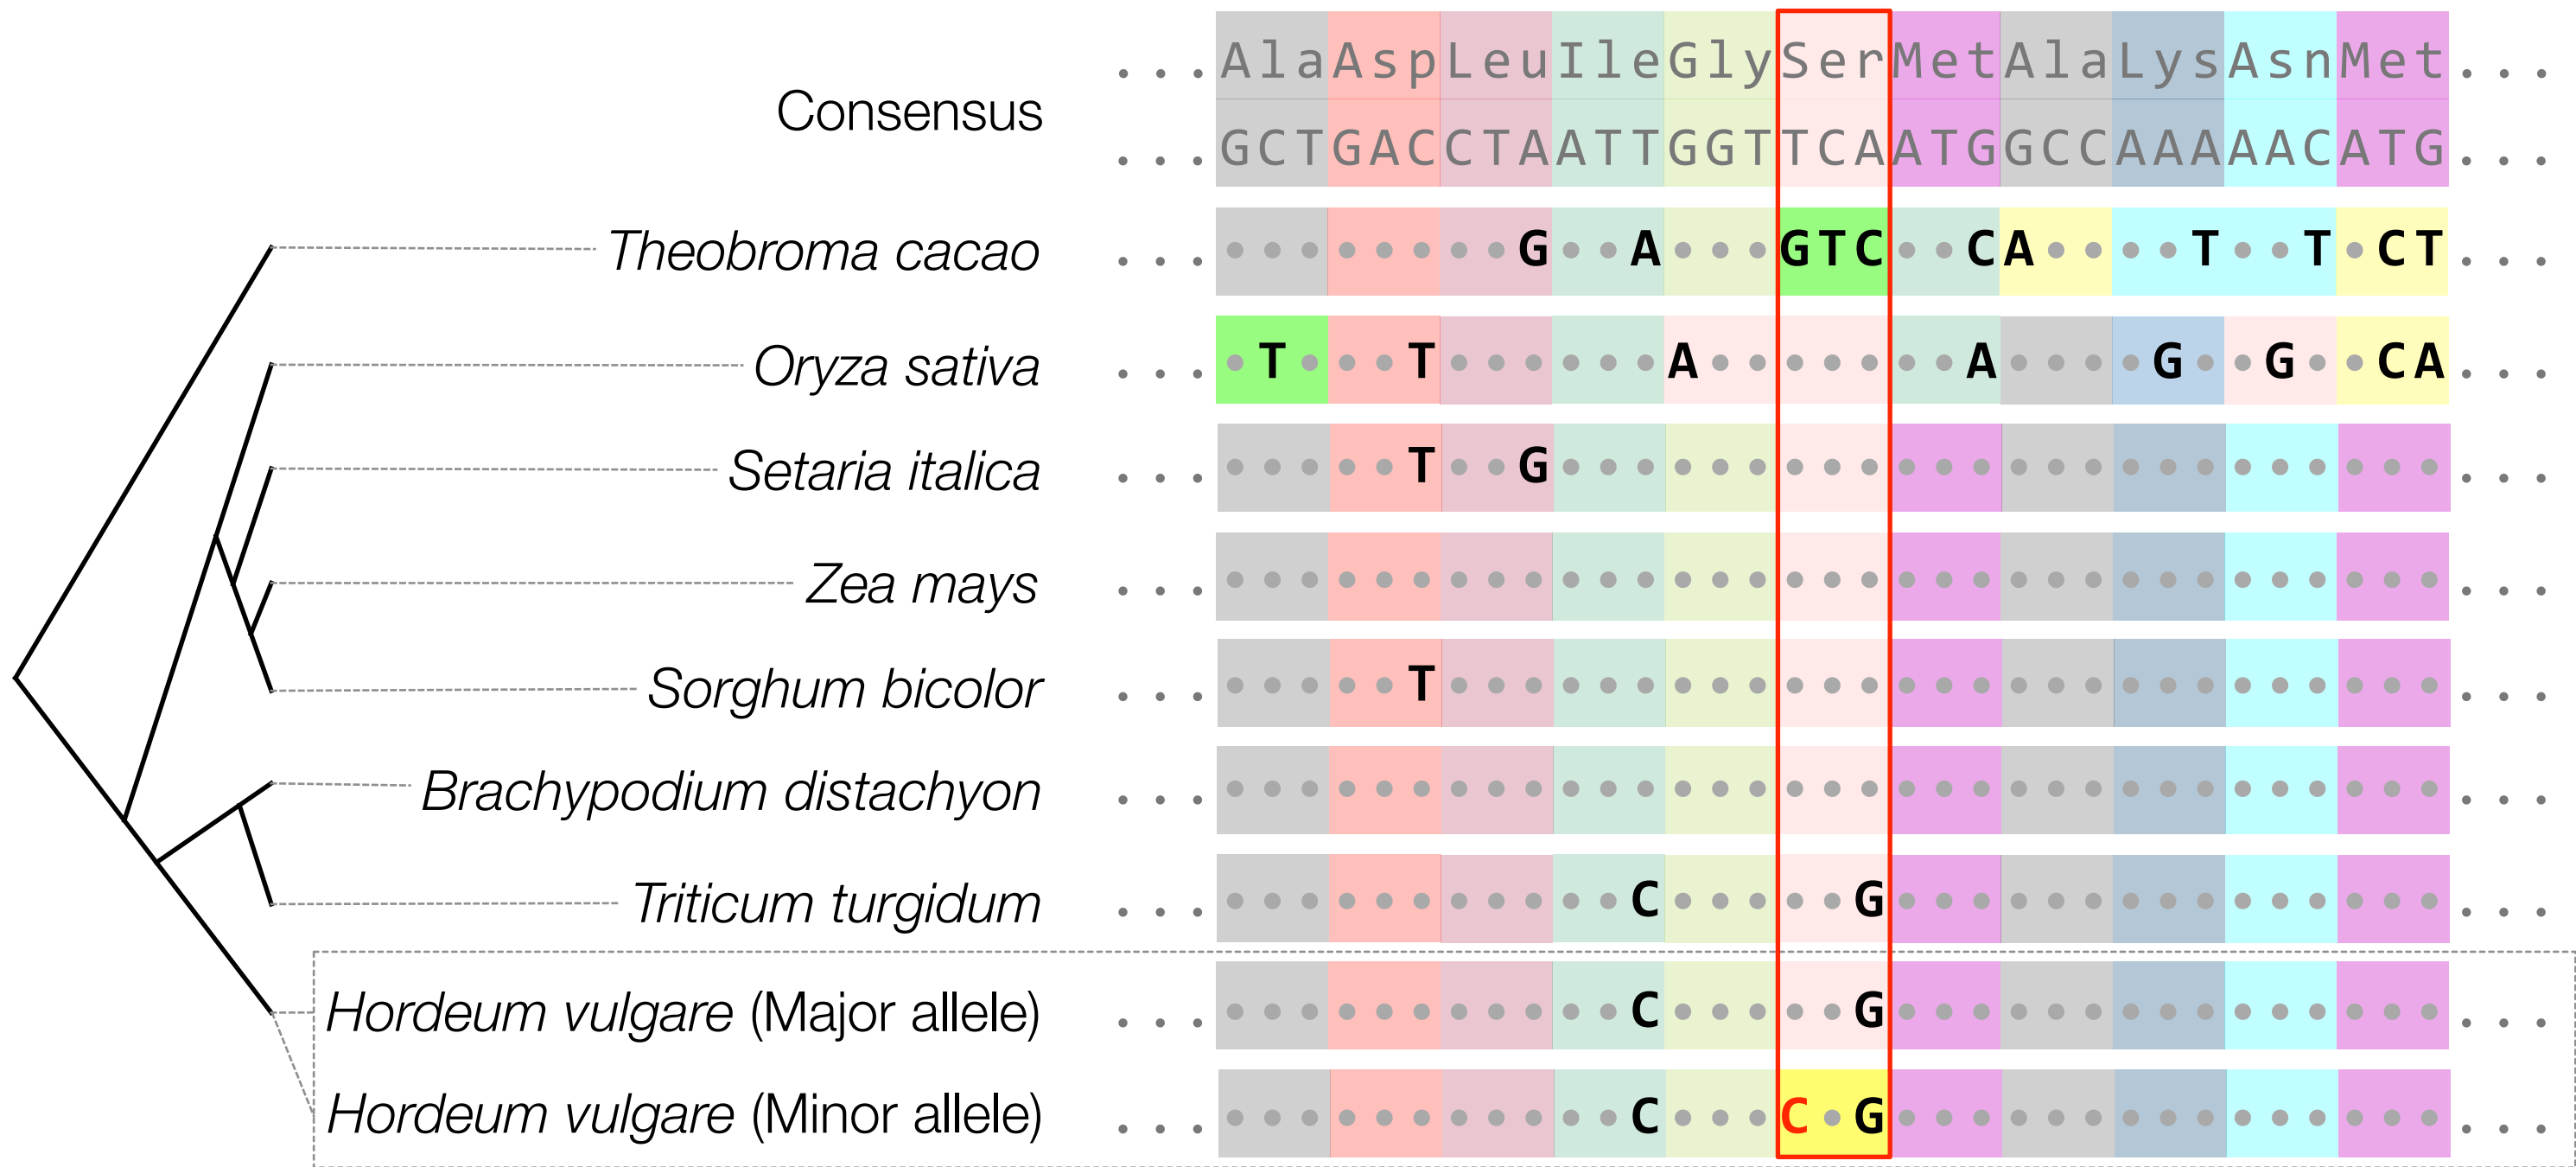 . . . AlaAspLeuIleGlySerMetAlaLysAsnMet . . .
Consensus
. . . GCTGACCTAATTGGTTCAATGGCCAAAAACATG . . .
Theobroma cacao . . . ••••••••G••A•••GTC••CA••••T••T•CT . . .
Oryza sativa . . . •T•••T••••••A•••••••A••••G••G••CA . . .
Setaria italica . . . •••••T••G•••••••••••••••••••••••• . . .
Zea mays . . . ••••••••••••••••••••••••••••••••• . . .
Sorghum bicolor . . . •••••T••••••••••••••••••••••••••• . . .
Brachypodium distachyon . . . ••••••••••••••••••••••••••••••••• . . .
Triticum turgidum . . . •••••••••••C•••••G••••••••••••••• . . .
Hordeum vulgare (Major allele) . . . •••••••••••C•••••G••••••••••••••• . . .
Hordeum vulgare (Minor allele) . . . •••••••••••C•••C•G••••••••••••••• . . .